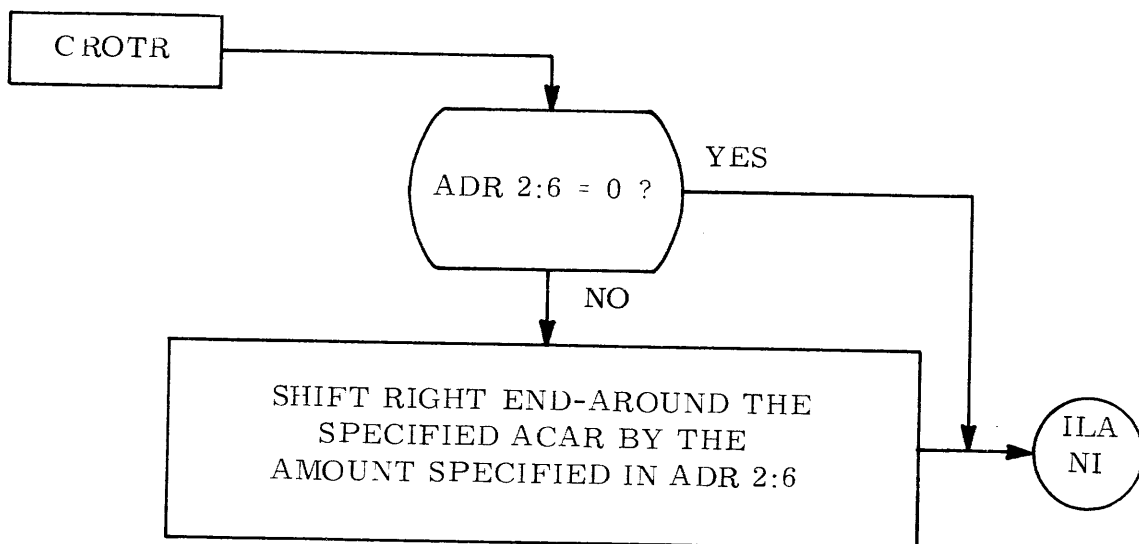 CROTR
ADR 2:6 = 0 ?
YES
NO
SHIFT RIGHT END-AROUND THE
SPECIFIED ACAR BY THE
AMOUNT SPECIFIED IN ADR 2:6
ILA
NI